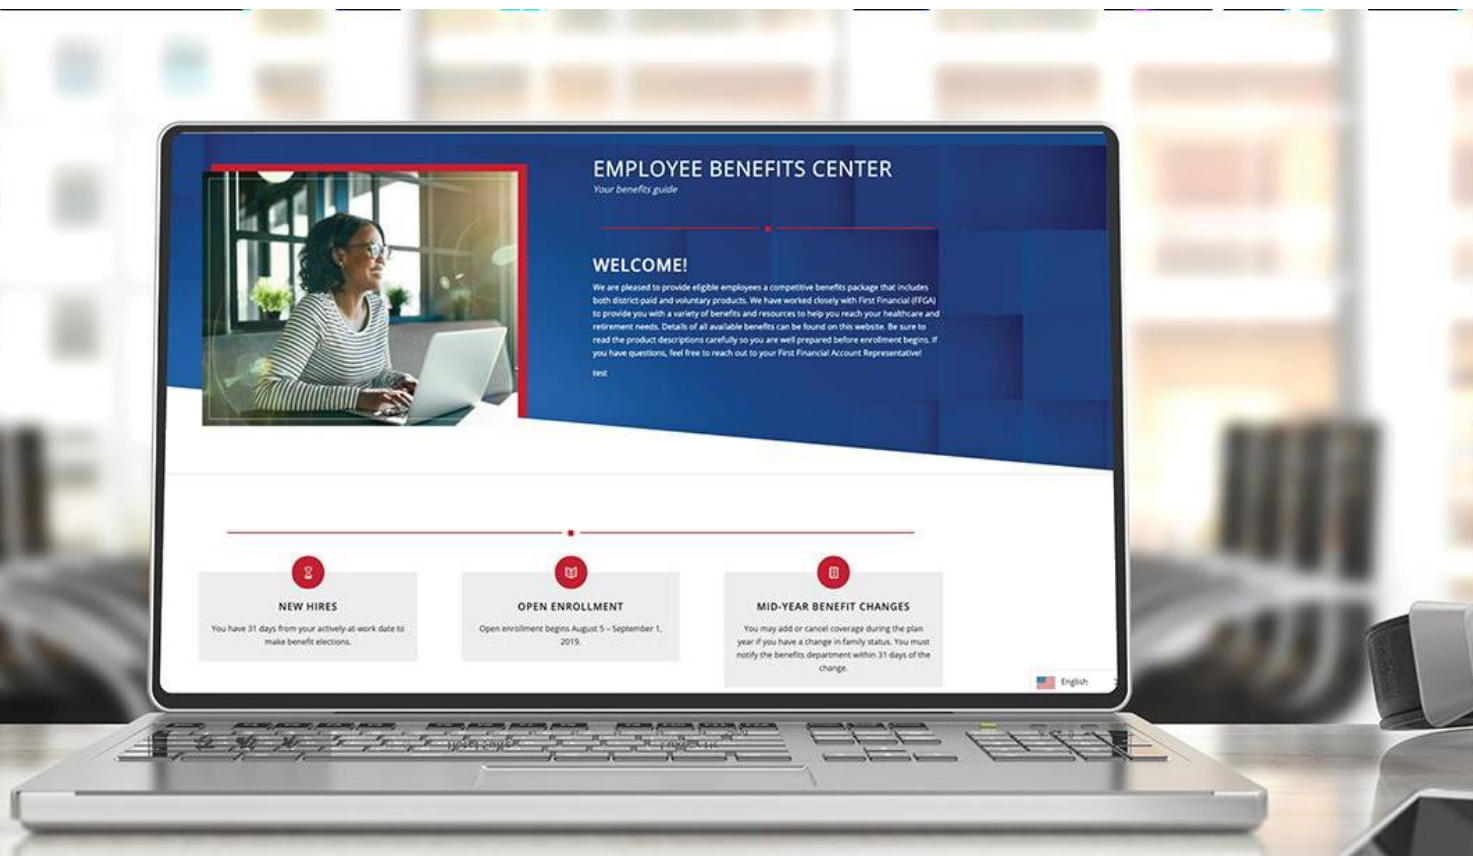 EMPLOYEE BENEFITS CENTER
Your benefits guide
WELCOME!
We are pleased to provide eligible employees a competitive benefits package that includes
both district-paid and voluntary products. We have worked closely with First Financial (FFGA)
to provide you with a variety of benefits and resources to help you reach your healthcare and
retirement needs. Details of all available benefits can be found on this website. Be sure to
read the product descriptions carefully so you are well prepared before enrollment begins. If
you have questions, feel free to reach out to your First Financial Account Representative!
test
NEW HIRES
You have 31 days from your actively-at-work date to
make benefit elections.
OPEN ENROLLMENT
Open enrollment begins August 5 – September 1,
2019.
MID-YEAR BENEFIT CHANGES
You may add or cancel coverage during the plan
year if you have a change in family status. You must
notify the benefits department within 31 days of the
change.
English